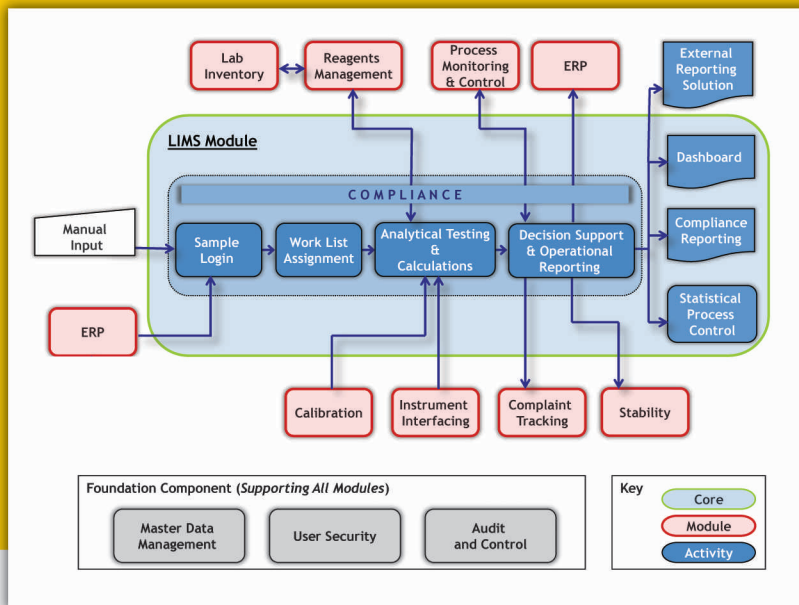 Lab
Inventory
Reagents
Management
Process
Monitoring
& Control
ERP
External
Reporting
Solution
LIMS Module
Dashboard
COMPLIANCE
Manual
Input
Sample
Login
Work List
Assignment
Analytical Testing
&
Calculations
Decision Support
& Operational
Reporting
Compliance
Reporting
Statistical
Process
Control
ERP
Calibration
Instrument
Interfacing
Complaint
Tracking
Stability
Foundation Component (Supporting All Modules)
Master Data
Management
User Security
Audit
and Control
Key
Core
Module
Activity